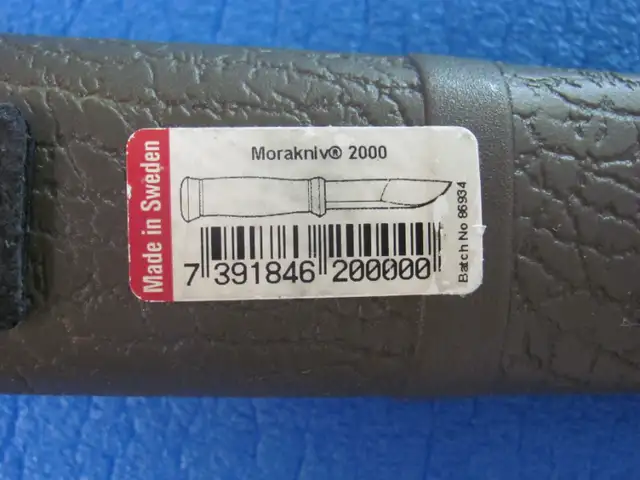 Made in Sweden
Morakniv® 2000
7 391846 200000
Batch No 86934